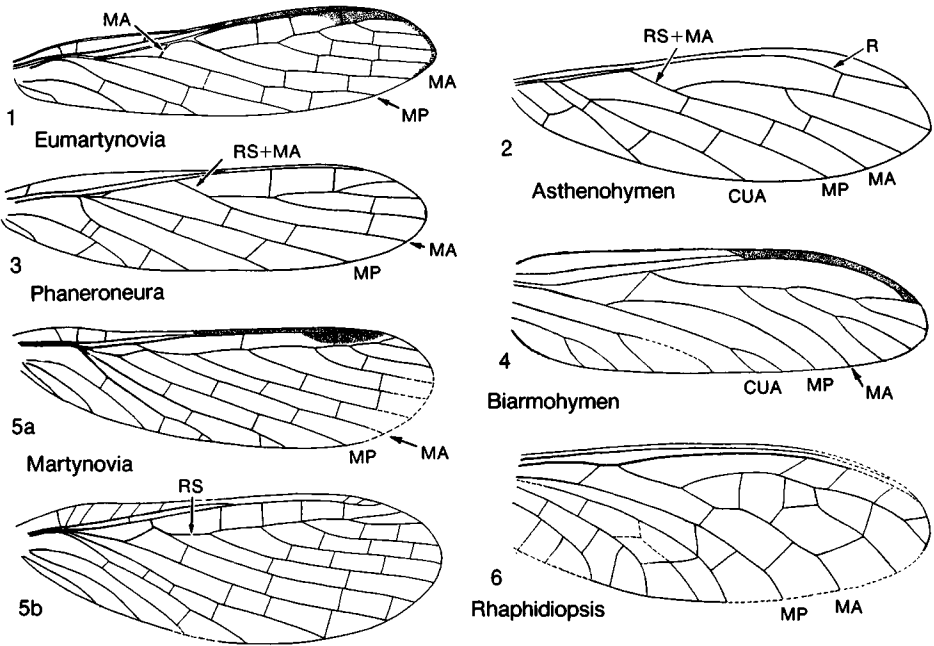 MA
MA
MP
1
Eumartynovia
RS+MA
R
2
Asthenohymen
CUA
MP
MA
RS+MA
MA
3
MP
Phaneroneura
4
CUA
MP
MA
Biarmohymen
5a
MP
MA
Martynovia
RS
5b
6
Rhaphidiopsis
MP
MA